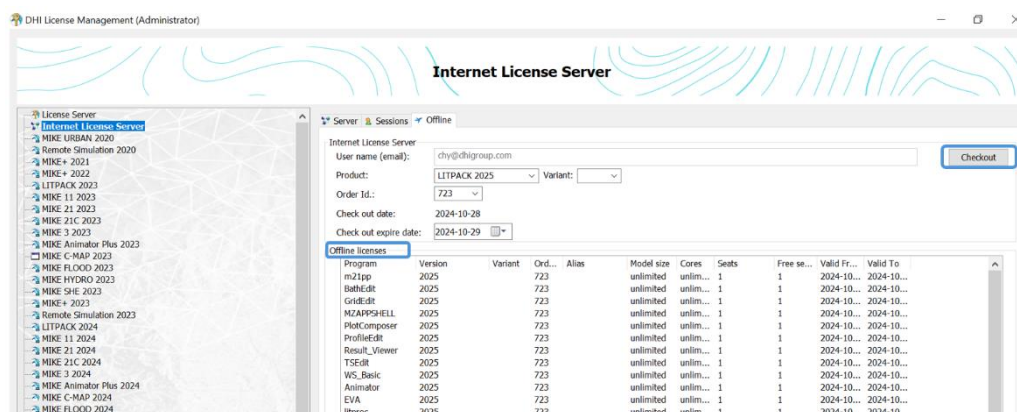 DHI License Management (Administrator)
Internet License Server
License Server
Internet License Server
MIKE URBAN 2020
Remote Simulation 2020
MIKE+ 2021
MIKE+ 2022
LITPACK 2023
MIKE 11 2023
MIKE 21 2023
MIKE 21C 2023
MIKE 3 2023
MIKE Animator Plus 2023
MIKE C-MAP 2023
MIKE FLOOD 2023
MIKE HYDRO 2023
MIKE SHE 2023
MIKE+ 2023
Remote Simulation 2023
LITPACK 2024
MIKE 11 2024
MIKE 21 2024
MIKE 21C 2024
MIKE 3 2024
MIKE Animator Plus 2024
MIKE C-MAP 2024
MIKE FLOOD 2024
Server Sessions Offline
Internet License Server
User name (email): chy@dhigroup.com Checkout
Product: LITPACK 2025 Variant:
Order Id.: 723
Check out date: 2024-10-28
Check out expire date: 2024-10-29
Offline licenses
Program Version Variant Ord... Alias Model size Cores Seats Free se... Valid Fr... Valid To
m21pp 2025 723 unlimited unlim... 1 1 2024-10... 2024-10...
BathEdit 2025 723 unlimited unlim... 1 1 2024-10... 2024-10...
GridEdit 2025 723 unlimited unlim... 1 1 2024-10... 2024-10...
MZAPPSHELL 2025 723 unlimited unlim... 1 1 2024-10... 2024-10...
PlotComposer 2025 723 unlimited unlim... 1 1 2024-10... 2024-10...
ProfileEdit 2025 723 unlimited unlim... 1 1 2024-10... 2024-10...
Result_Viewer 2025 723 unlimited unlim... 1 1 2024-10... 2024-10...
TSEdit 2025 723 unlimited unlim... 1 1 2024-10... 2024-10...
WS_Basic 2025 723 unlimited unlim... 1 1 2024-10... 2024-10...
Animator 2025 723 unlimited unlim... 1 1 2024-10... 2024-10...
EVA 2025 723 unlimited unlim... 1 1 2024-10... 2024-10...